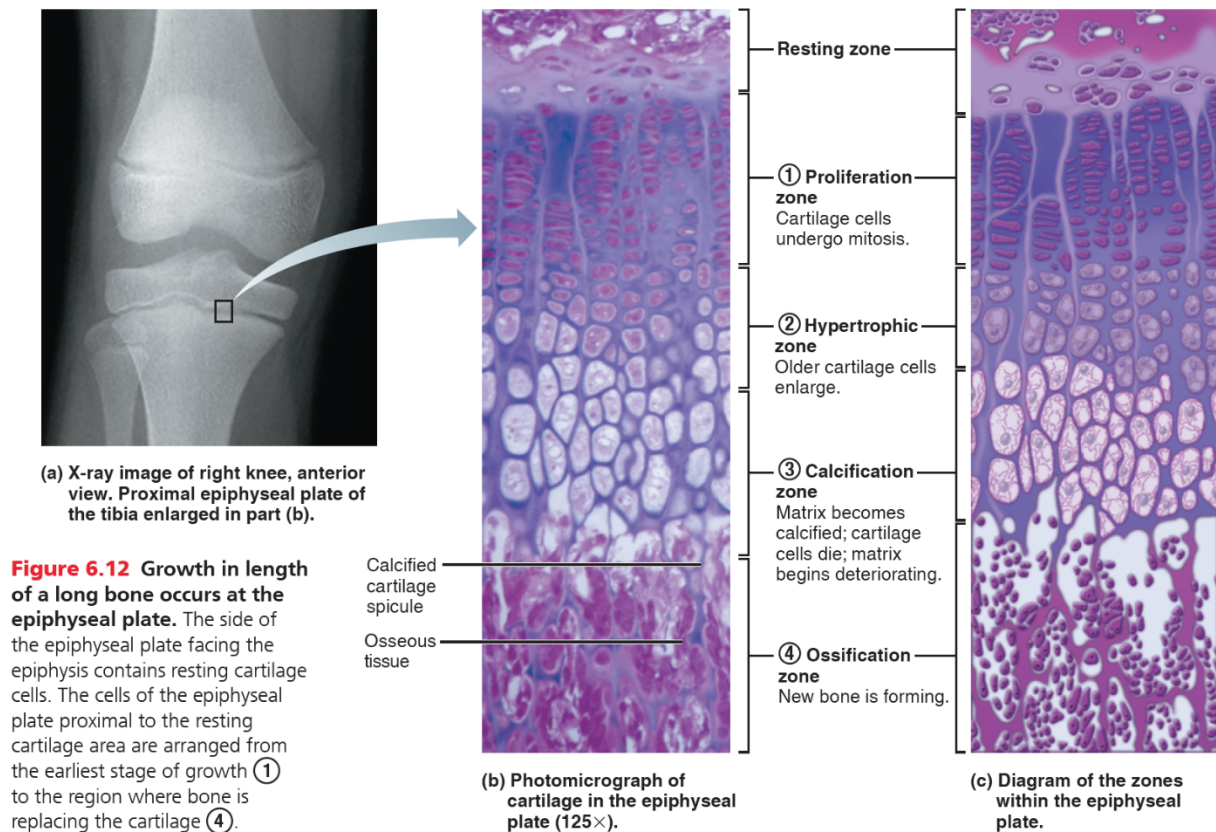 Resting zone
① Proliferation
zone
Cartilage cells
undergo mitosis.
② Hypertrophic
zone
Older cartilage cells
enlarge.
③ Calcification
zone
Matrix becomes
calcified; cartilage
cells die; matrix
begins deteriorating.
④ Ossification
zone
New bone is forming.
Calcified
cartilage
spicule
Osseous
tissue
(a) X-ray image of right knee, anterior
view. Proximal epiphyseal plate of
the tibia enlarged in part (b).
Figure 6.12 Growth in length
of a long bone occurs at the
epiphyseal plate. The side of
the epiphyseal plate facing the
epiphysis contains resting cartilage
cells. The cells of the epiphyseal
plate proximal to the resting
cartilage area are arranged from
the earliest stage of growth ①
to the region where bone is
replacing the cartilage ④.
(b) Photomicrograph of
cartilage in the epiphyseal
plate (125×).
(c) Diagram of the zones
within the epiphyseal
plate.